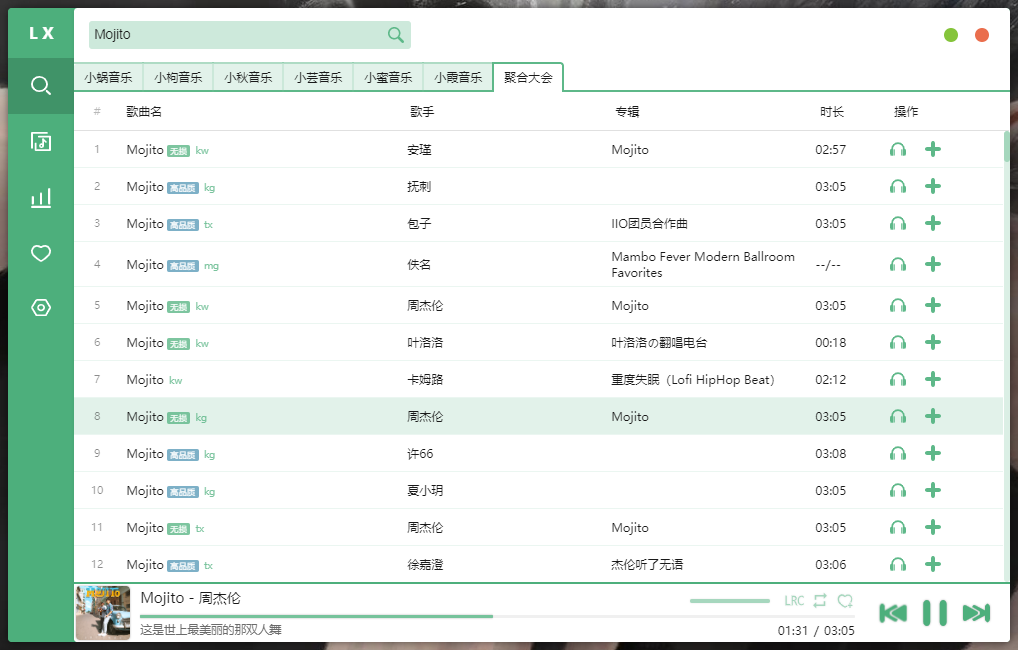 L X
Mojito
小蜗音乐 小枸音乐 小秋音乐 小芸音乐 小蜜音乐 小霞音乐 聚合大会
# 歌曲名 歌手 专辑 时长 操作
1 Mojito 无损 kw 安瑾 Mojito 02:57
2 Mojito 高品质 kg 抚刺 03:05
3 Mojito 高品质 tx 包子 IIO团员合作曲 03:05
4 Mojito 高品质 mg 佚名 Mambo Fever Modern Ballroom Favorites --/--
5 Mojito 无损 kw 周杰伦 Mojito 03:05
6 Mojito 无损 kw 叶洛洛 叶洛洛の翻唱电台 00:18
7 Mojito kw 卡姆路 重度失眠（Lofi HipHop Beat） 02:12
8 Mojito 无损 kg 周杰伦 Mojito 03:05
9 Mojito 高品质 kg 许66 03:08
10 Mojito 高品质 kg 夏小玥 03:05
11 Mojito 无损 tx 周杰伦 Mojito 03:05
12 Mojito 高品质 tx 徐嘉澄 杰伦听了无语 03:06
Mojito - 周杰伦
LRC
这是世上最美丽的那双人舞
01:31 / 03:05